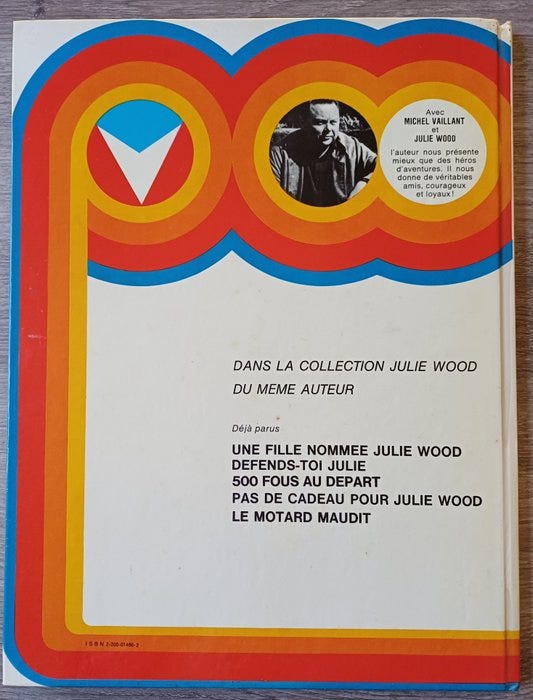 Avec
MICHEL VAILLANT
et
JULIE WOOD
l'auteur nous présente
mieux que des héros
d'aventures. Il nous
donne de véritables
amis, courageux
et loyaux!
DANS LA COLLECTION JULIE WOOD
DU MEME AUTEUR
Déjà parus
UNE FILLE NOMMEE JULIE WOOD
DEFENDS-TOI JULIE
500 FOUS AU DEPART
PAS DE CADEAU POUR JULIE WOOD
LE MOTARD MAUDIT
ISBN